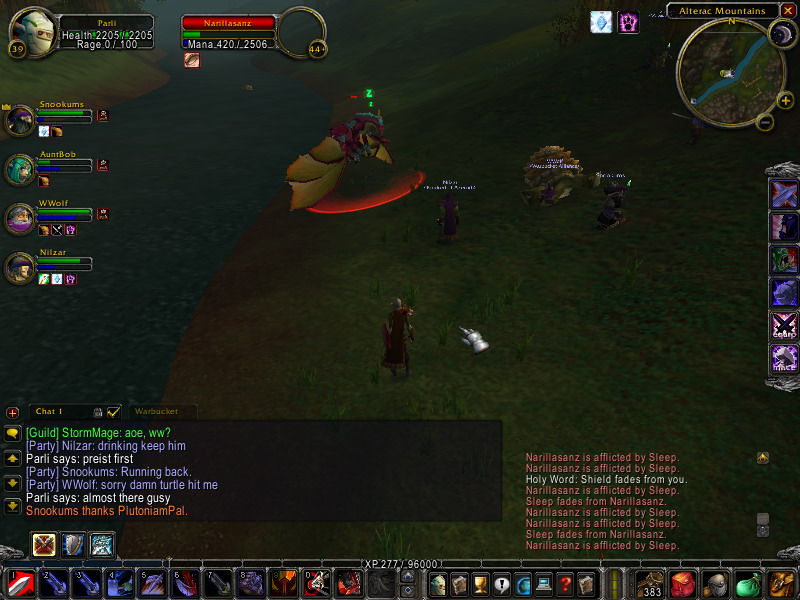 Parli
Health 2205 / 2205
Rage 0 / 100
39
Narillasanz
Mana 420 / 2506
44+
Alterac Mountains
N
Snookums
AuntBob
WWolf
Nilzar
z
z
Chat 1
Warbucket
[Guild] StormMage: aoe, ww?
[Party] Nilzar: drinking keep him
Parli says: preist first
[Party] Snookums: Running back.
[Party] WWolf: sorry damn turtle hit me
Parli says: almost there gusy
Snookums thanks PlutoniamPal.
Narillasanz is afflicted by Sleep.
Narillasanz is afflicted by Sleep.
Holy Word: Shield fades from you.
Narillasanz is afflicted by Sleep.
Sleep fades from Narillasanz.
Narillasanz is afflicted by Sleep.
Narillasanz is afflicted by Sleep.
Sleep fades from Narillasanz.
Narillasanz is afflicted by Sleep.
XP 277 / 96000
383